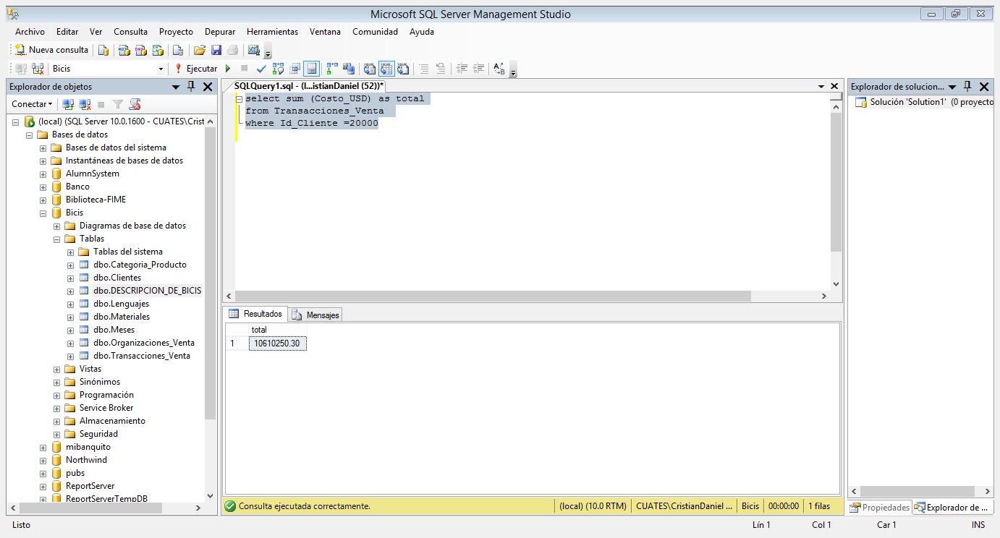 Microsoft SQL Server Management Studio
Archivo Editar Ver Consulta Proyecto Depurar Herramientas Ventana Comunidad Ayuda
Nueva consulta
Bicis Ejecutar
Explorador de objetos
Conectar
(local) (SQL Server 10.0.1600 - CUATES\Crist
Bases de datos
Bases de datos del sistema
Instantáneas de bases de datos
AlumnSystem
Banco
Biblioteca-FIME
Bicis
Diagramas de base de datos
Tablas
Tablas del sistema
dbo.Categoria_Producto
dbo.Clientes
dbo.DESCRIPCION_DE_BICIS
dbo.Lenguajes
dbo.Materiales
dbo.Meses
dbo.Organizaciones_Venta
dbo.Transacciones_Venta
Vistas
Sinónimos
Programación
Service Broker
Almacenamiento
Seguridad
mibanquito
Northwind
pubs
ReportServer
ReportServerTempDB
SQLQuery1.sql - (l...istianDaniel (52))*
select sum (Costo_USD) as total
from Transacciones_Venta
where Id_Cliente =20000
Resultados Mensajes
total
1 10610250.30
Consulta ejecutada correctamente. (local) (10.0 RTM) CUATES\CristianDaniel ... Bicis 00:00:00 1 filas
Explorador de solucion...
Solución 'Solution1' (0 proyecto
Propiedades Explorador de ...
Listo Lín 1 Col 1 Car 1 INS